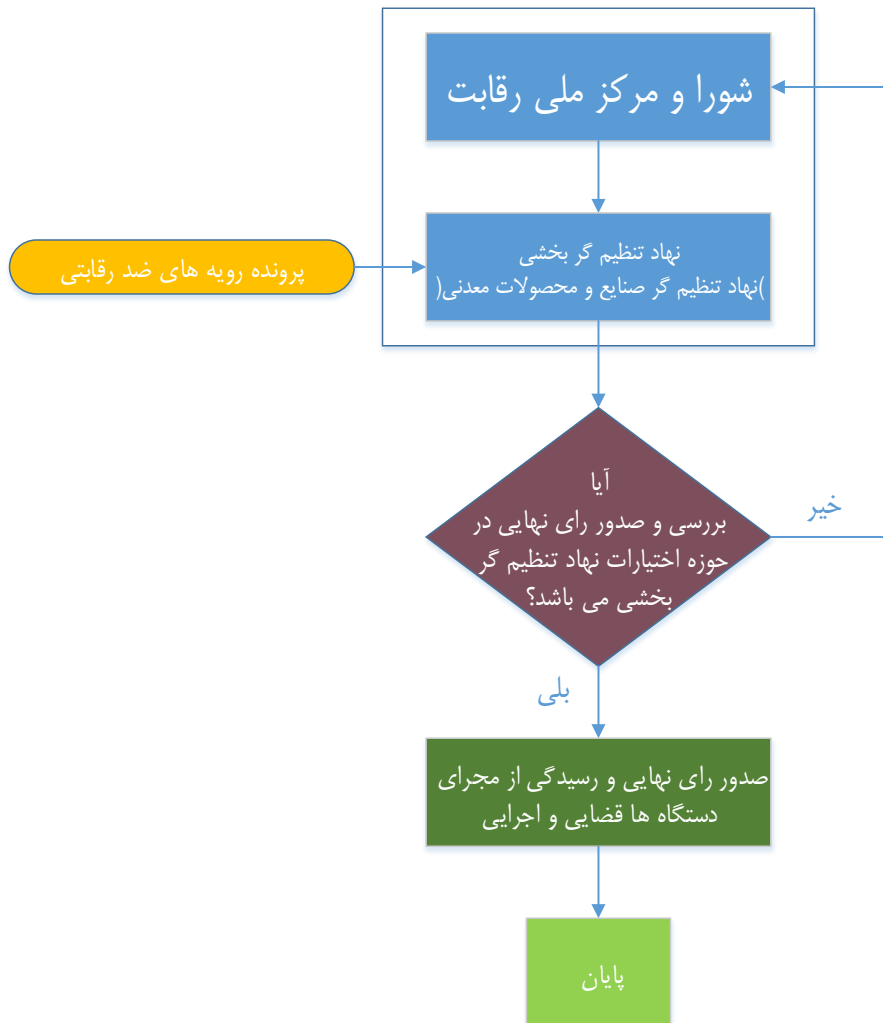 شورا و مرکز ملی رقابت
نهاد تنظیم گر بخشی
)نهاد تنظیم گر صنایع و محصولات معدنی(
پرونده رویه های ضد رقابتی
آیا
بررسی و صدور رای نهایی در
حوزه اختیارات نهاد تنظیم گر
بخشی می باشد؟
خیر
بلی
صدور رای نهایی و رسیدگی از مجرای
دستگاه ها قضایی و اجرایی
پایان